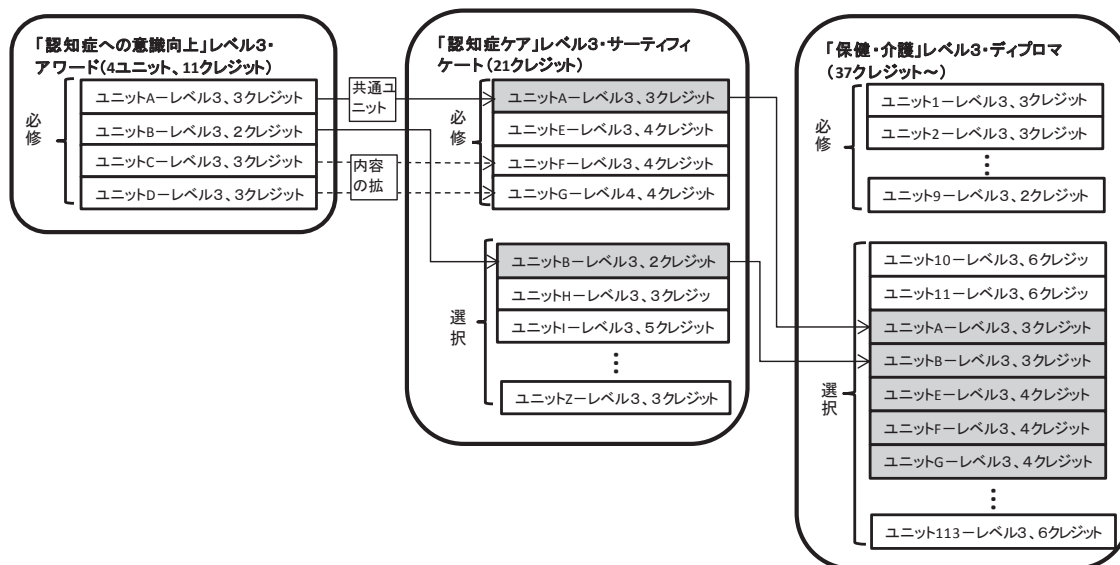 「認知症への意識向上」レベル3・
アワード(4ユニット、11クレジット)
必修
ユニットA－レベル3、3クレジット
ユニットB－レベル3、2クレジット
ユニットC－レベル3、3クレジット
ユニットD－レベル3、3クレジット
共通ユ
ニット
内容
の拡
「認知症ケア」レベル3・サーティフィ
ケート(21クレジット)
必修
ユニットA－レベル3、3クレジット
ユニットE－レベル3、4クレジット
ユニットF－レベル3、4クレジット
ユニットG－レベル4、4クレジット
選択
ユニットB－レベル3、2クレジット
ユニットH－レベル3、3クレジッ
ユニットI－レベル3、5クレジット
⋮
ユニットZ－レベル3、3クレジット
「保健・介護」レベル3・ディプロマ
(37クレジット～)
必修
ユニット1－レベル3、3クレジット
ユニット2－レベル3、3クレジット
⋮
ユニット9－レベル3、2クレジット
選択
ユニット10－レベル3、6クレジッ
ユニット11－レベル3、6クレジッ
ユニットA－レベル3、3クレジット
ユニットB－レベル3、3クレジット
ユニットE－レベル3、4クレジット
ユニットF－レベル3、4クレジット
ユニットG－レベル3、4クレジット
⋮
ユニット113－レベル3、6クレジット